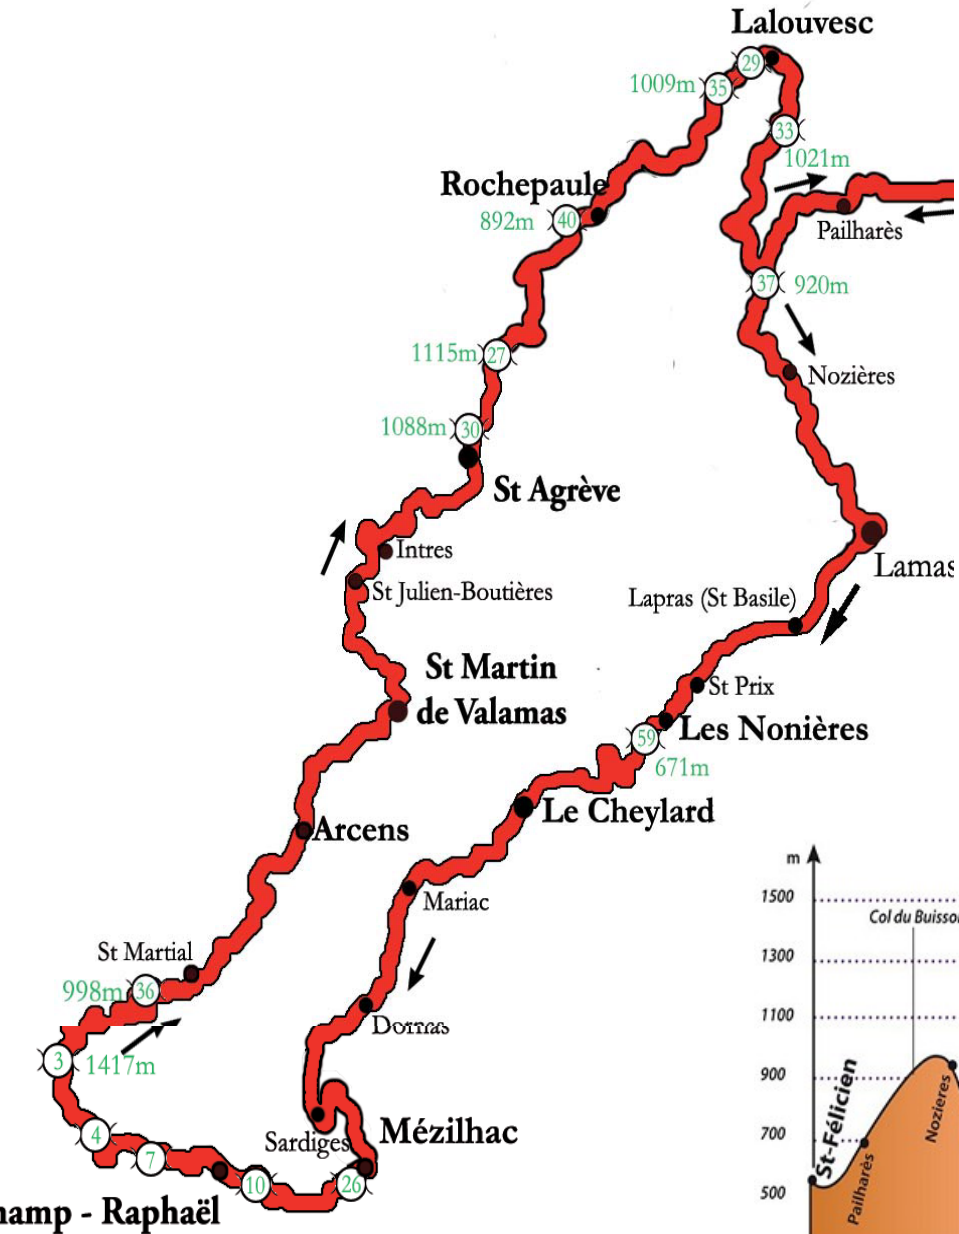 Lalouvesc
29
1009m
35
33
1021m
Rochepaule
892m
40
Pailharès
37
920m
1115m
27
Nozières
1088m
30
St Agrève
Intres
Lamas
St Julien-Boutières
Lapras (St Basile)
St Martin
de Valamas
St Prix
Les Nonières
59
671m
Le Cheylard
Arcens
m
1500
Mariac
Col du Buisso
St Martial
1300
998m
36
1100
3
1417m
900
St-Félicien
Nozieres
4
7
Sardiges
Mézilhac
700
Pailharès
10
26
500
hamp - Raphaël